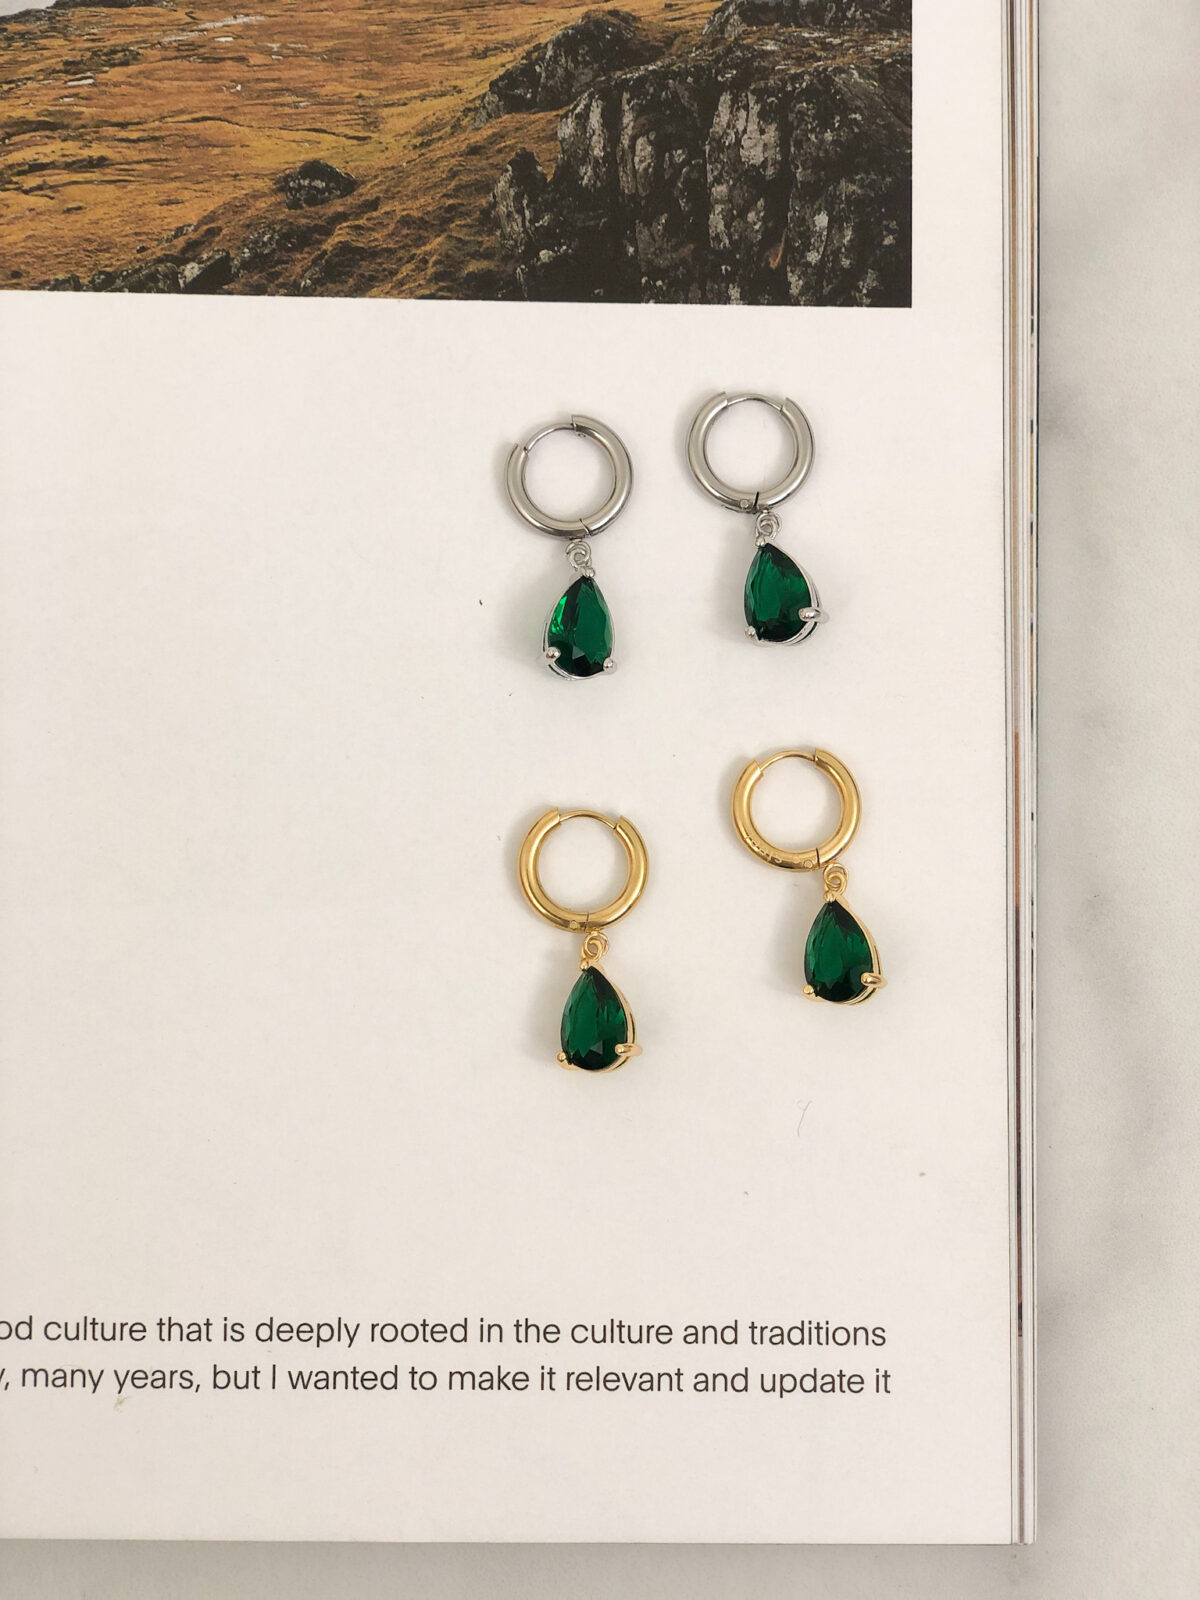 od culture that is deeply rooted in the culture and traditions
, many years, but I wanted to make it relevant and update it